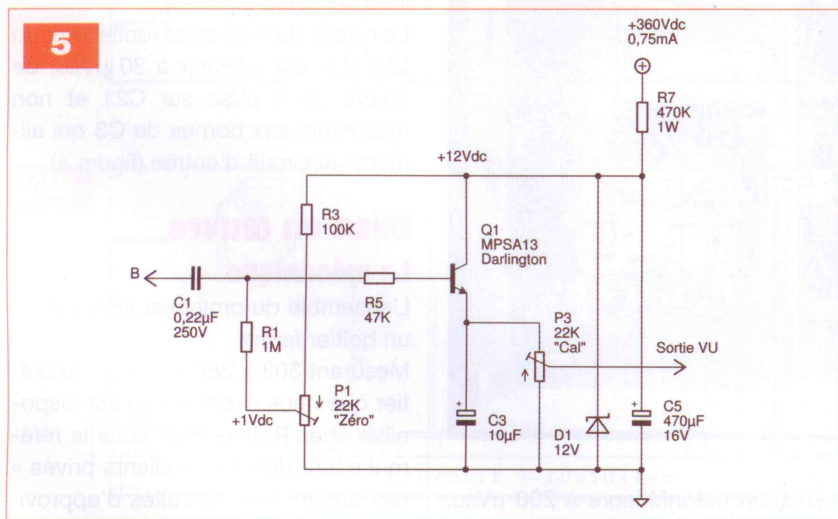 5
+360Vdc
0,75mA
R7
470K
1W
+12Vdc
R3
100K
Q1
MPSA13
Darlington
B
C1
0,22µF
250V
R5
47K
R1
1M
P3
22K
"Cal"
Sortie VU
P1
22K
"Zéro"
+1Vdc
C3
10µF
D1
12V
C5
470µF
16V